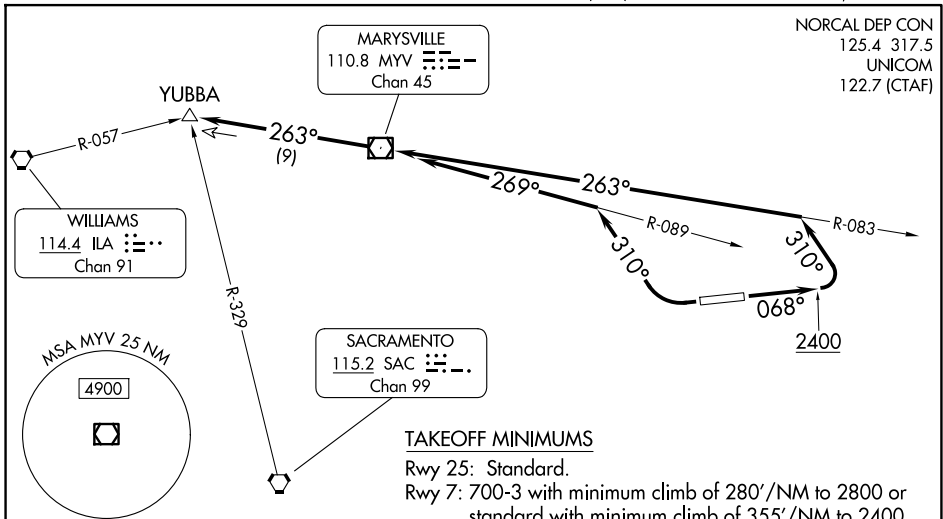 NORCAL DEP CON
125.4 317.5
UNICOM
122.7 (CTAF)
MARYSVILLE
110.8 MYV
Chan 45
YUBBA
R-057
263°
(9)
269°
263°
R-089
R-083
310°
310°
068°
2400
WILLIAMS
114.4 ILA
Chan 91
R-329
SACRAMENTO
115.2 SAC
Chan 99
MSA MYV 25 NM
4900
TAKEOFF MINIMUMS
Rwy 25: Standard.
Rwy 7: 700-3 with minimum climb of 280'/NM to 2800 or
standard with minimum climb of 355'/NM to 2400